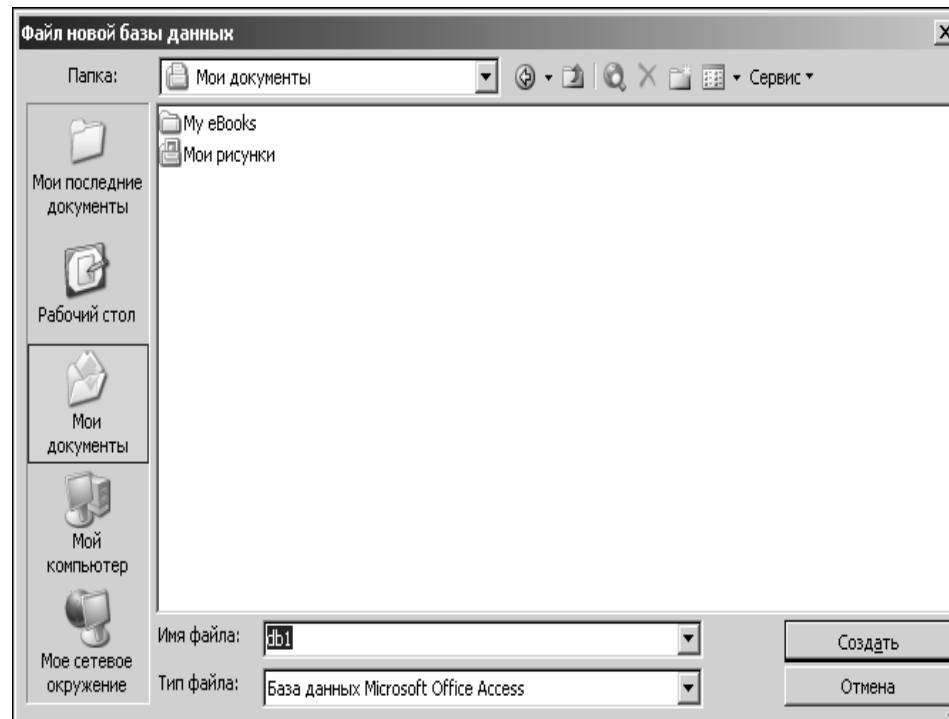 Файл новой базы данных
Папка:
Мои документы
Сервис
My eBooks
Мои рисунки
Мои последние
документы
Рабочий стол
Мои
документы
Мой
компьютер
Мое сетевое
окружение
Имя файла:
db1
Создать
Тип файла:
База данных Microsoft Office Access
Отмена